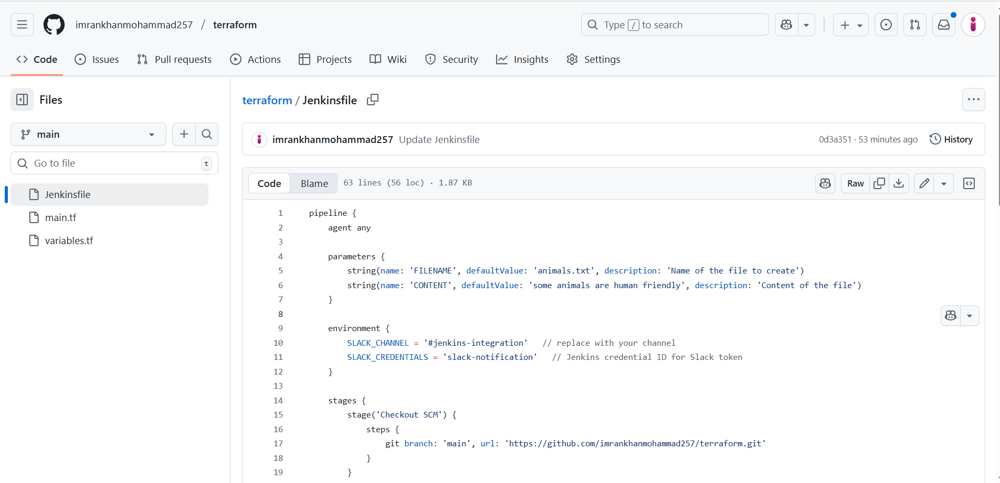 imrankhanmohammad257 / terraform
Type / to search
Code Issues Pull requests Actions Projects Wiki Security Insights Settings
Files
main
Go to file t
Jenkinsfile
main.tf
variables.tf
terraform / Jenkinsfile
imrankhanmohammad257 Update Jenkinsfile 0d3a351 · 53 minutes ago History
Code Blame 63 lines (56 loc) · 1.87 KB Raw
1 pipeline {
2     agent any
3
4     parameters {
5         string(name: 'FILENAME', defaultValue: 'animals.txt', description: 'Name of the file to create')
6         string(name: 'CONTENT', defaultValue: 'some animals are human friendly', description: 'Content of the file')
7     }
8
9     environment {
10         SLACK_CHANNEL = '#jenkins-integration'   // replace with your channel
11         SLACK_CREDENTIALS = 'slack-notification'   // Jenkins credential ID for Slack token
12     }
13
14     stages {
15         stage('Checkout SCM') {
16             steps {
17                 git branch: 'main', url: 'https://github.com/imrankhanmohammad257/terraform.git'
18             }
19         }